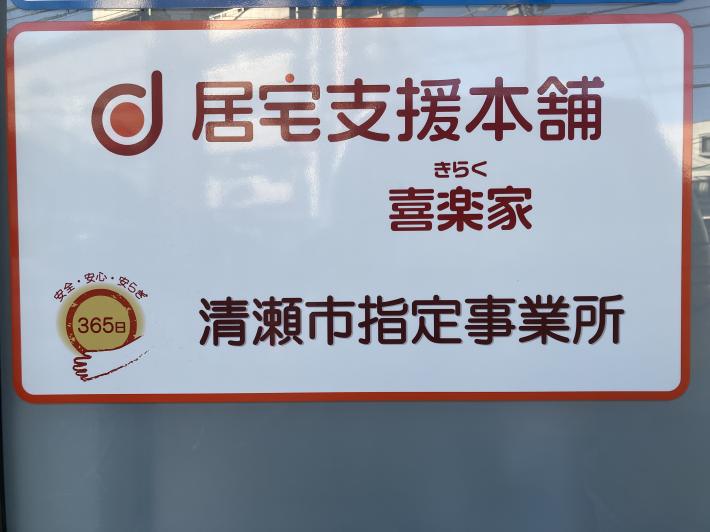 居宅支援本舗
きらく
喜楽家
安全・安心・安らぎ
365日
清瀬市指定事業所